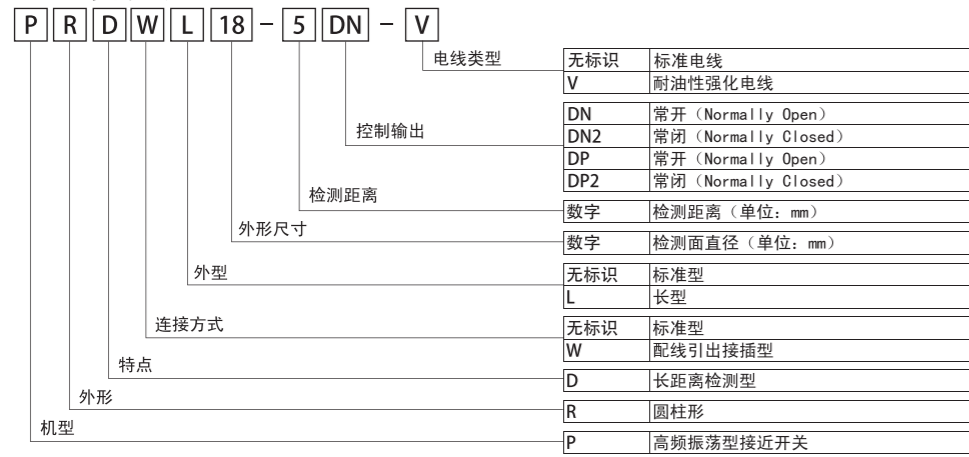 P R D W L 18 - 5 DN - V
电线类型
无标识 标准电线
V 耐油性强化电线
控制输出
DN 常开（Normally Open）
DN2 常闭（Normally Closed）
DP 常开（Normally Open）
DP2 常闭（Normally Closed）
检测距离
数字 检测距离（单位：mm）
外形尺寸
数字 检测面直径（单位：mm）
外型
无标识 标准型
L 长型
连接方式
无标识 标准型
W 配线引出接插型
特点
D 长距离检测型
外形
R 圆柱形
机型
P 高频振荡型接近开关